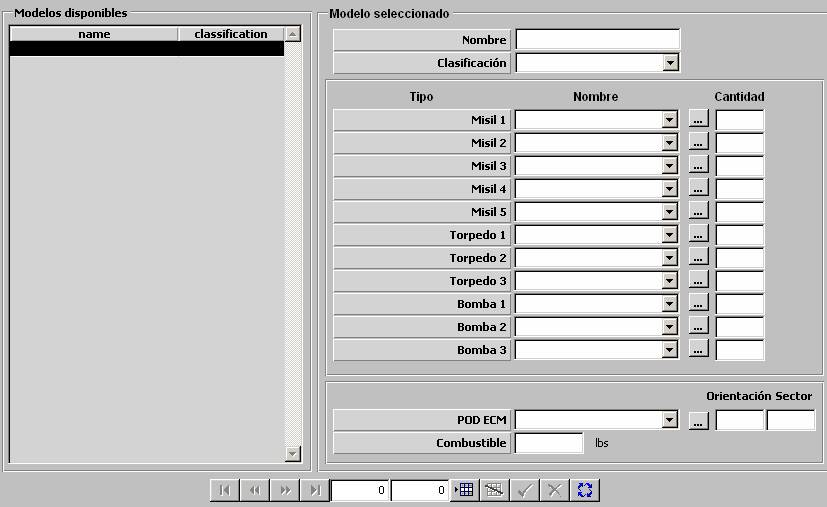 Modelos disponibles
name classification
Modelo seleccionado
Nombre
Clasificación
Tipo Nombre Cantidad
Misil 1 ...
Misil 2 ...
Misil 3 ...
Misil 4 ...
Misil 5 ...
Torpedo 1 ...
Torpedo 2 ...
Torpedo 3 ...
Bomba 1 ...
Bomba 2 ...
Bomba 3 ...
Orientación Sector
POD ECM ...
Combustible lbs
0 0